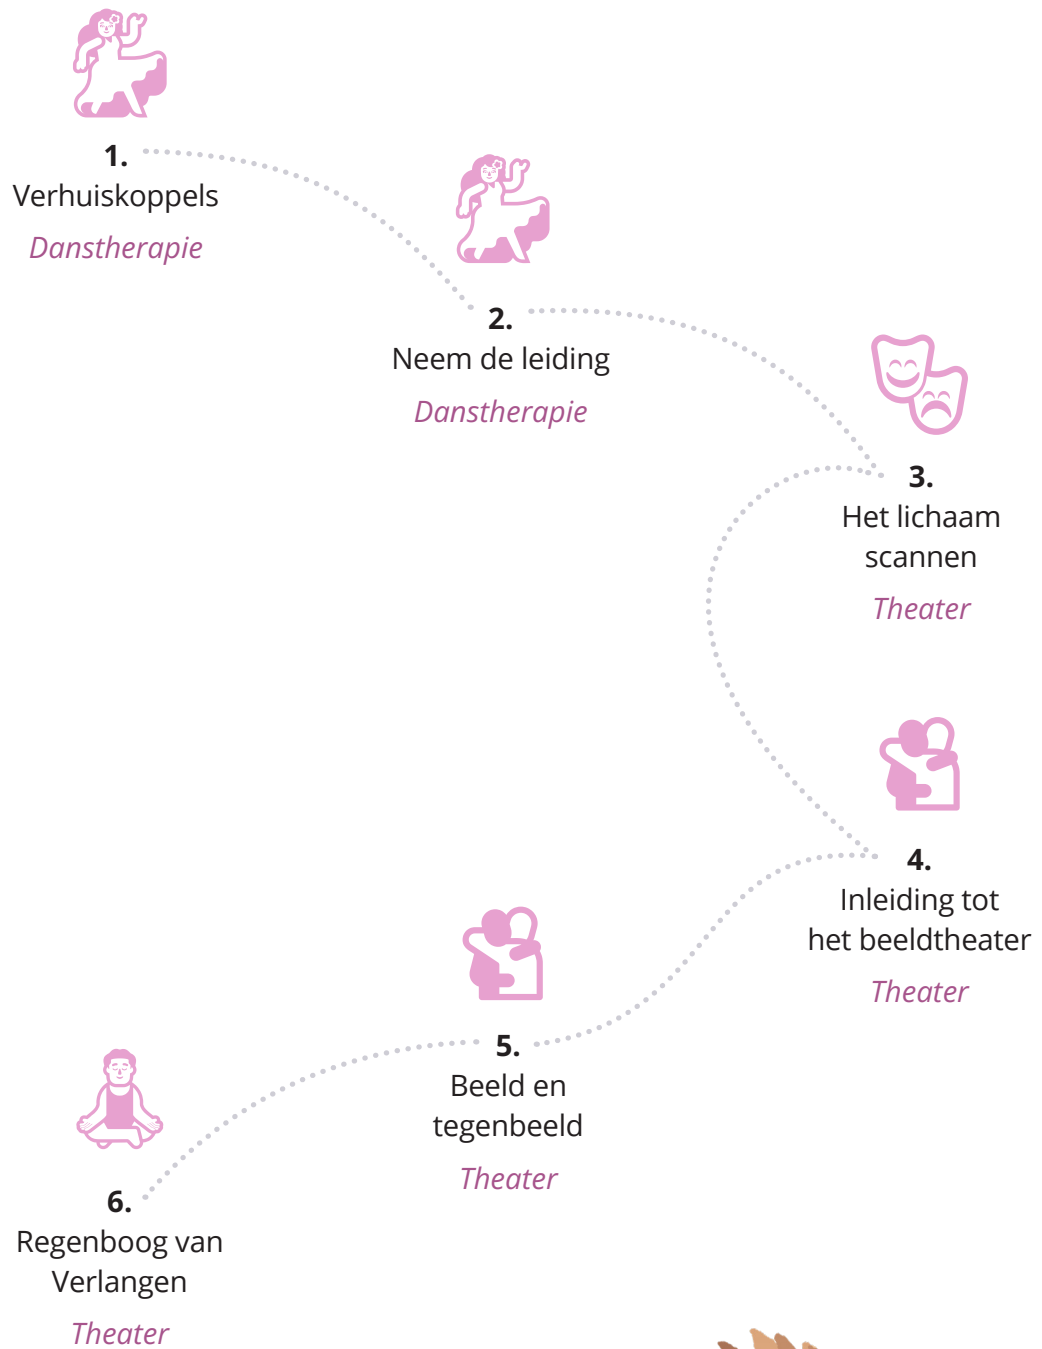 1.
Verhuiskoppels
Danstherapie
2.
Neem de leiding
Danstherapie
3.
Het lichaam
scannen
Theater
4.
Inleiding tot
het beeldtheater
Theater
5.
Beeld en
tegenbeeld
Theater
6.
Regenboog van
Verlangen
Theater